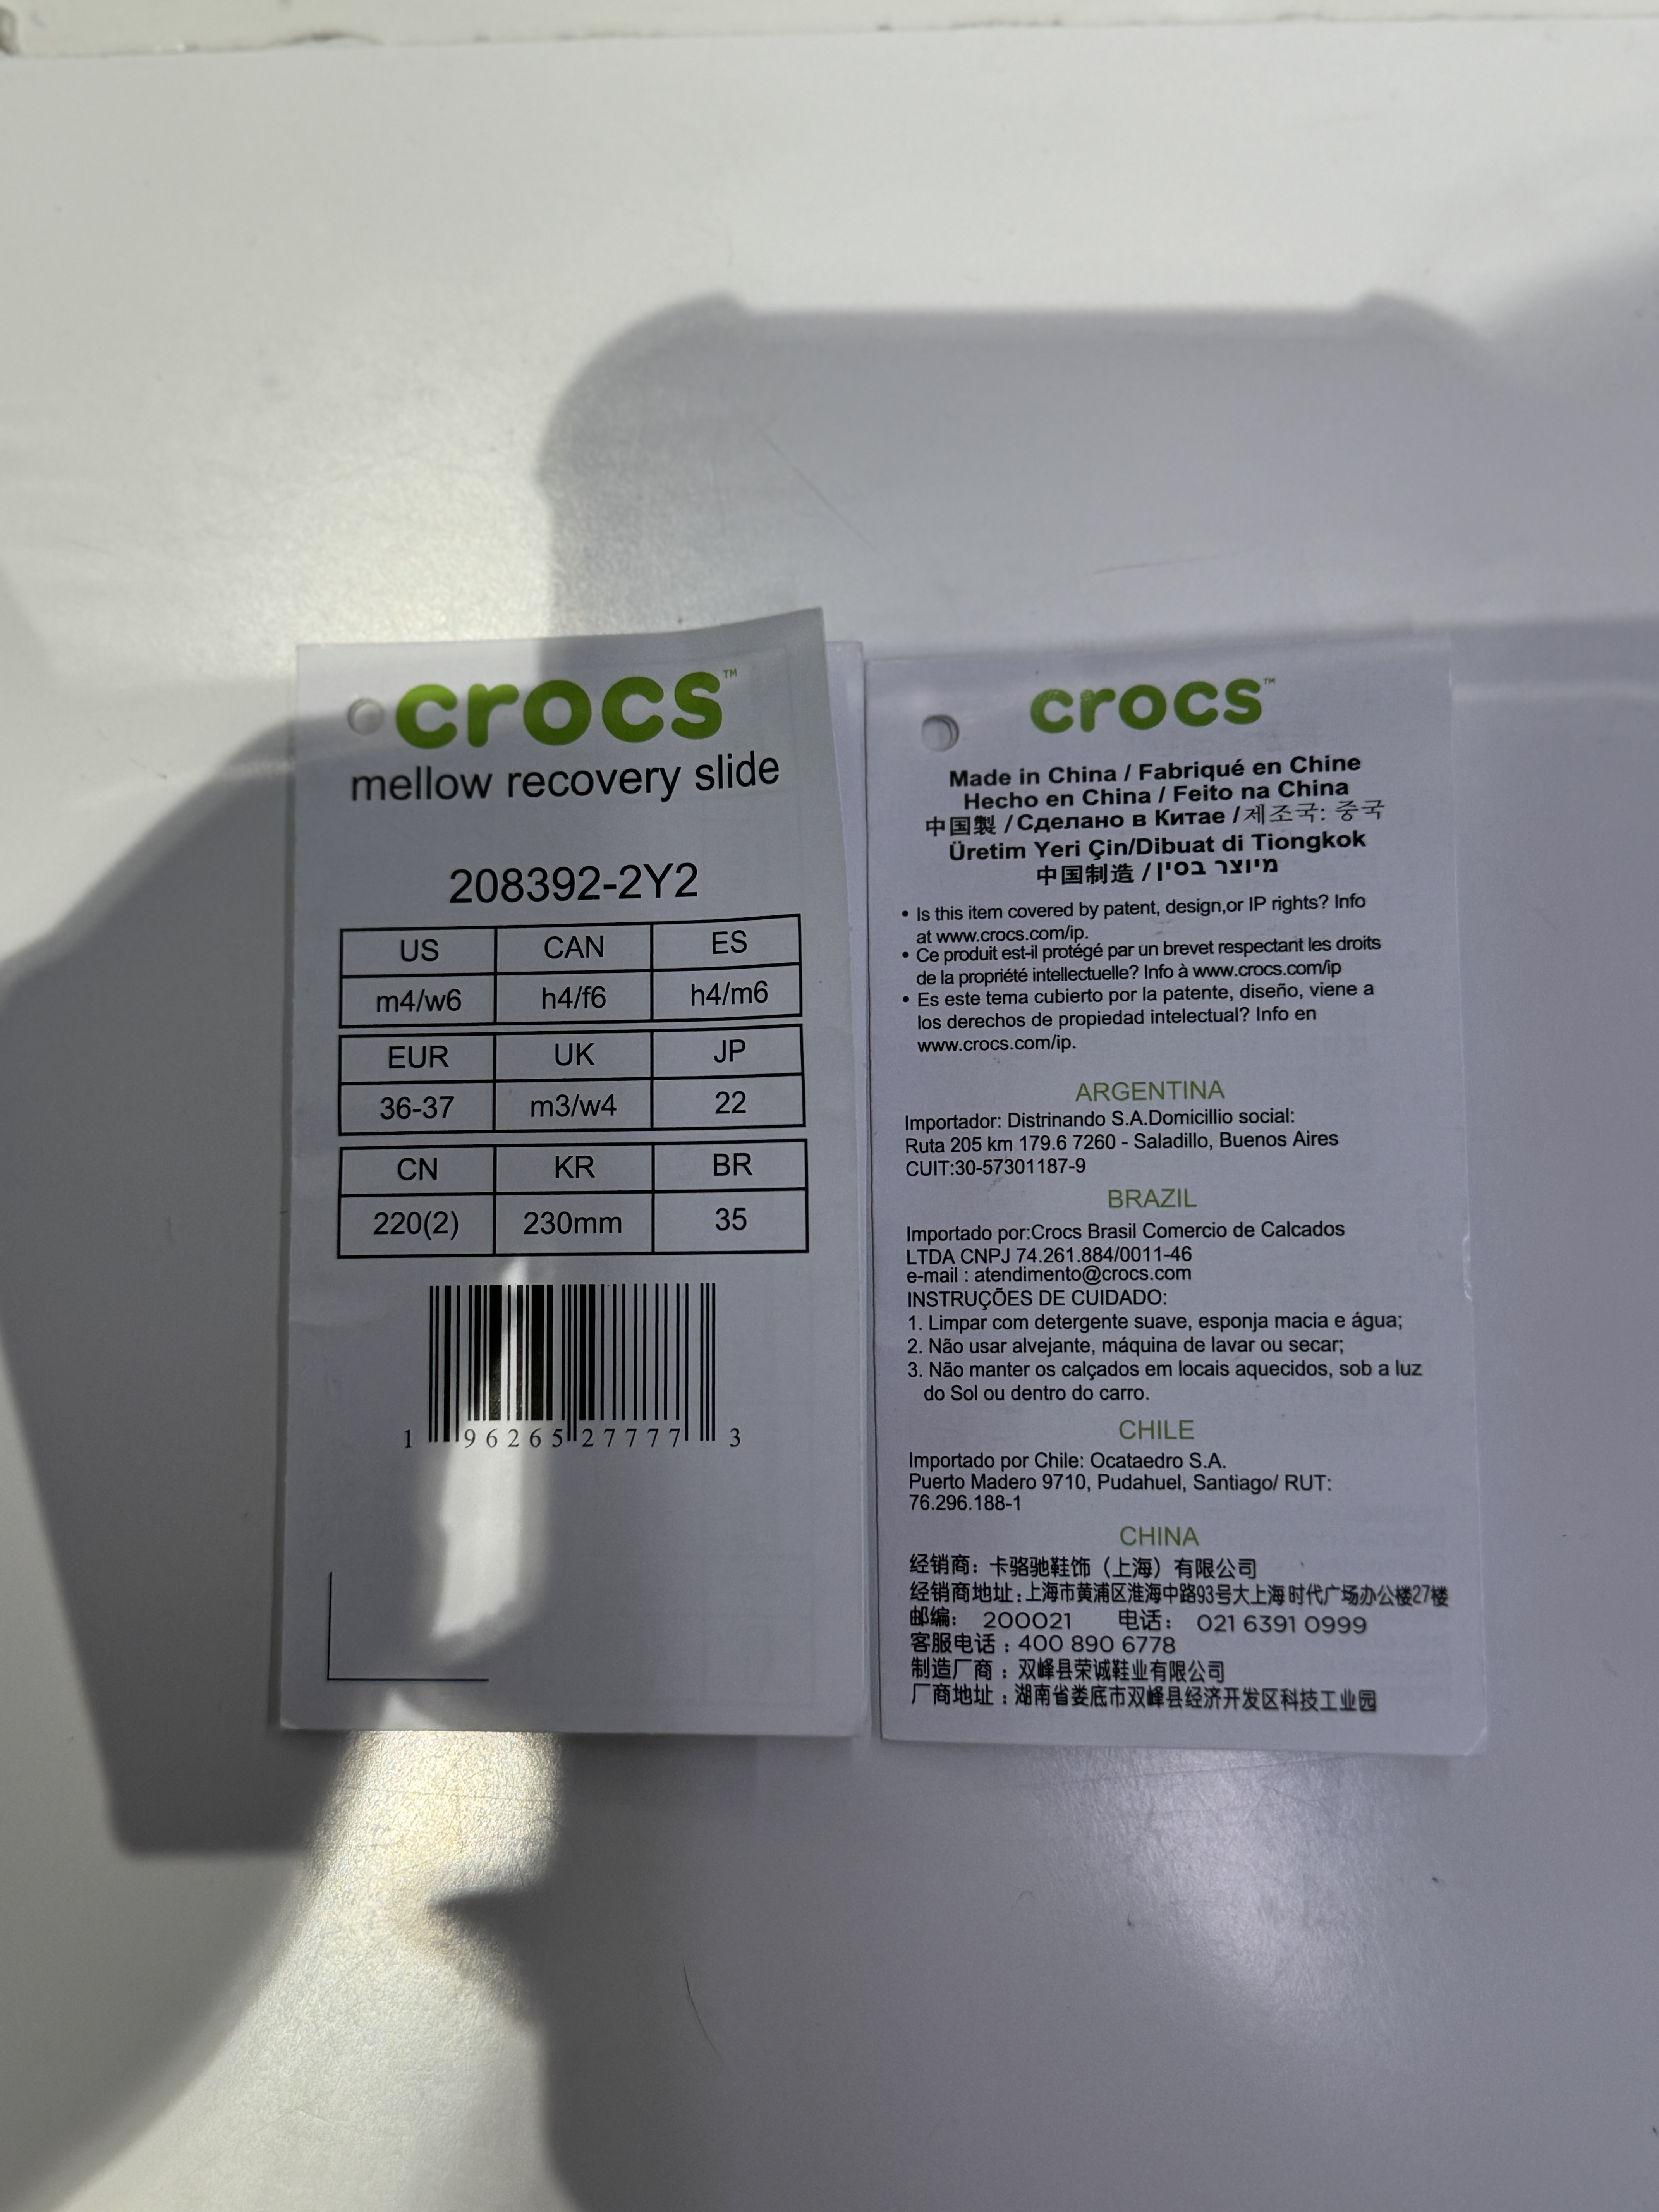 crocs™
mellow recovery slide
208392-2Y2
US CAN ES
m4/w6 h4/f6 h4/m6
EUR UK JP
36-37 m3/w4 22
CN KR BR
220(2) 230mm 35
1 96265 27777 3
crocs™
Made in China / Fabriqué en Chine
Hecho en China / Feito na China
中国製 /Сделано в Китае /제조국: 중국
Üretim Yeri Çin/Dibuat di Tiongkok
中国制造 /מיוצר בסין
• Is this item covered by patent, design,or IP rights? Info
at www.crocs.com/ip.
• Ce produit est-il protégé par un brevet respectant les droits
de la propriété intellectuelle? Info à www.crocs.com/ip
• Es este tema cubierto por la patente, diseño, viene a
los derechos de propiedad intelectual? Info en
www.crocs.com/ip.
ARGENTINA
Importador: Distrinando S.A.Domicillio social:
Ruta 205 km 179.6 7260 - Saladillo, Buenos Aires
CUIT:30-57301187-9
BRAZIL
Importado por:Crocs Brasil Comercio de Calcados
LTDA CNPJ 74.261.884/0011-46
e-mail : atendimento@crocs.com
INSTRUÇÕES DE CUIDADO:
1. Limpar com detergente suave, esponja macia e água;
2. Não usar alvejante, máquina de lavar ou secar;
3. Não manter os calçados em locais aquecidos, sob a luz
do Sol ou dentro do carro.
CHILE
Importado por Chile: Ocataedro S.A.
Puerto Madero 9710, Pudahuel, Santiago/ RUT:
76.296.188-1
CHINA
经销商：卡骆驰鞋饰（上海）有限公司
经销商地址：上海市黄浦区淮海中路93号大上海时代广场办公楼27楼
邮编： 200021 电话： 021 6391 0999
客服电话：400 890 6778
制造厂商：双峰县荣诚鞋业有限公司
厂商地址：湖南省娄底市双峰县经济开发区科技工业园